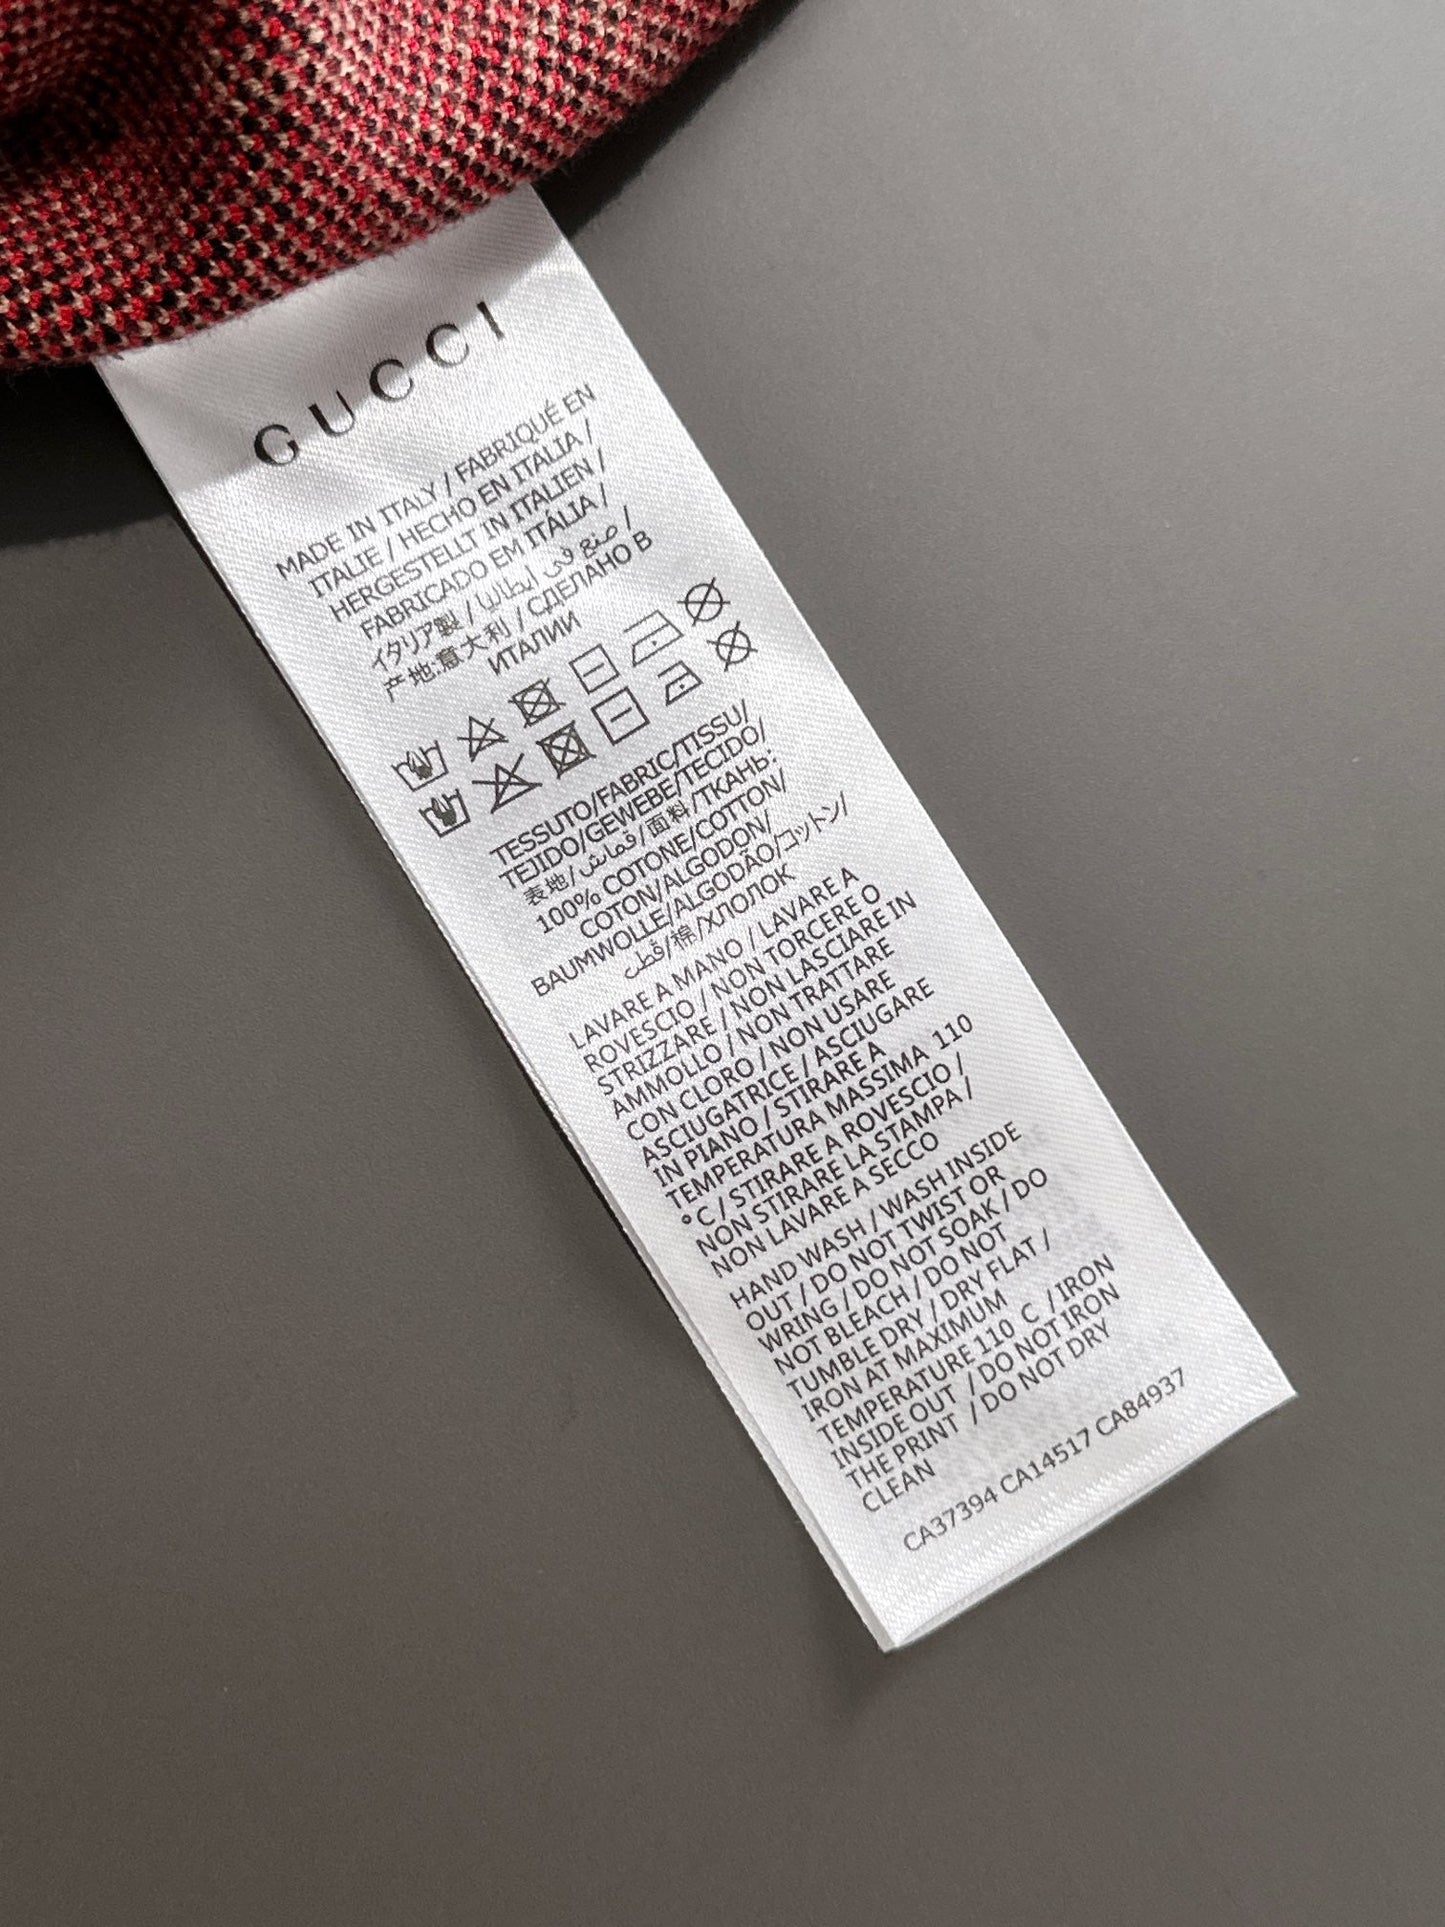 GUCCI
MADE IN ITALY / FABRIQUÉ EN
ITALIE / HECHO EN ITALIA /
HERGESTELLT IN ITALIEN /
FABRICADO EM ITÁLIA /
イタリア製 / صنع في ايطاليا /
产地:意大利 / СДЕЛАНО В
ИТАЛИИ
TESSUTO/FABRIC/TISSU/
TEJIDO/GEWEBE/TECIDO/
表地/قماش/面料/ТКАНЬ:
100% COTONE/COTTON/
COTON/ALGODON/
BAUMWOLLE/ALGODÃO/コットン/
قطن/棉/ХЛОПОК
LAVARE A MANO / LAVARE A
ROVESCIO / NON TORCERE O
STRIZZARE / NON LASCIARE IN
AMMOLLO / NON TRATTARE
CON CLORO / NON USARE
ASCIUGATRICE / ASCIUGARE
IN PIANO / STIRARE A
TEMPERATURA MASSIMA 110
°C / STIRARE A ROVESCIO /
NON STIRARE LA STAMPA /
NON LAVARE A SECCO
HAND WASH / WASH INSIDE
OUT / DO NOT TWIST OR
WRING / DO NOT SOAK / DO
NOT BLEACH / DO NOT
TUMBLE DRY / DRY FLAT /
IRON AT MAXIMUM
TEMPERATURE 110 C / IRON
INSIDE OUT / DO NOT IRON
THE PRINT / DO NOT DRY
CLEAN
CA37394 CA14517 CA84937